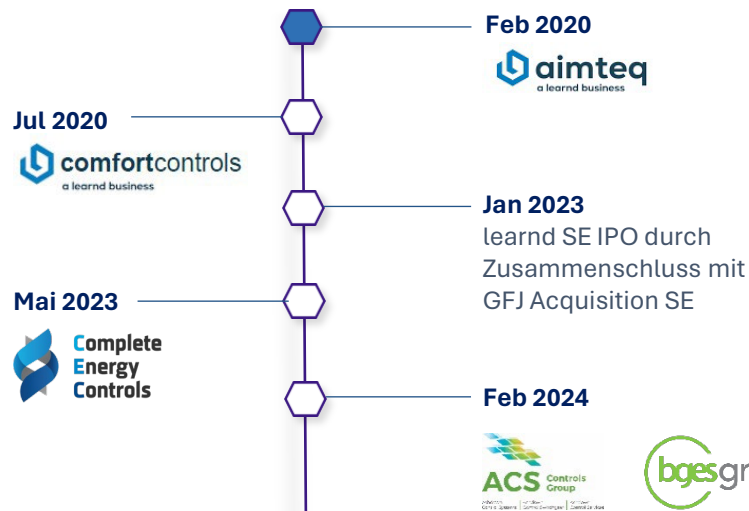 Feb 2020
aimteq
a learnd business
Jul 2020
comfortcontrols
a learnd business
Jan 2023
learnd SE IPO durch
Zusammenschluss mit
GFJ Acquisition SE
Mai 2023
Complete
Energy
Controls
Feb 2024
ACS Controls
Group
bgesgr